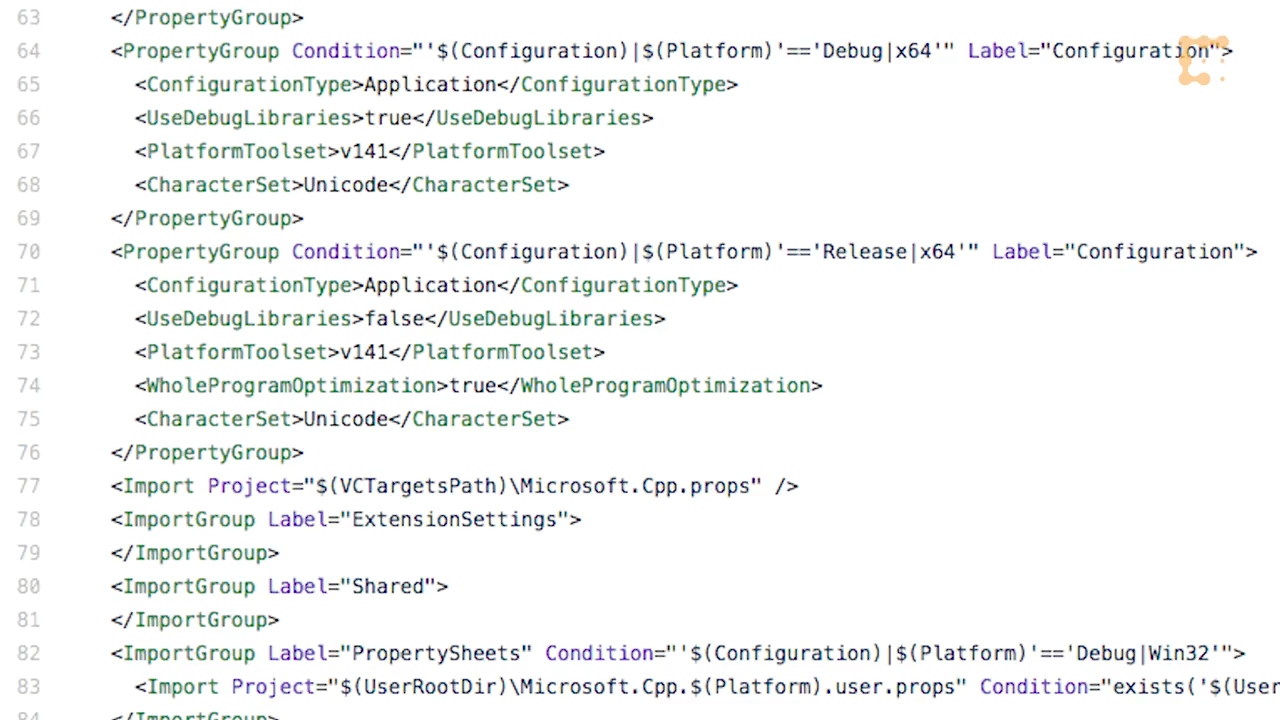 63 </PropertyGroup>
64 <PropertyGroup Condition="'$(Configuration)|$(Platform)'=='Debug|x64'" Label="Configuration">
65 <ConfigurationType>Application</ConfigurationType>
66 <UseDebugLibraries>true</UseDebugLibraries>
67 <PlatformToolset>v141</PlatformToolset>
68 <CharacterSet>Unicode</CharacterSet>
69 </PropertyGroup>
70 <PropertyGroup Condition="'$(Configuration)|$(Platform)'=='Release|x64'" Label="Configuration">
71 <ConfigurationType>Application</ConfigurationType>
72 <UseDebugLibraries>false</UseDebugLibraries>
73 <PlatformToolset>v141</PlatformToolset>
74 <WholeProgramOptimization>true</WholeProgramOptimization>
75 <CharacterSet>Unicode</CharacterSet>
76 </PropertyGroup>
77 <Import Project="$(VCTargetsPath)\Microsoft.Cpp.props" />
78 <ImportGroup Label="ExtensionSettings">
79 </ImportGroup>
80 <ImportGroup Label="Shared">
81 </ImportGroup>
82 <ImportGroup Label="PropertySheets" Condition="'$(Configuration)|$(Platform)'=='Debug|Win32'">
83 <Import Project="$(UserRootDir)\Microsoft.Cpp.$(Platform).user.props" Condition="exists('$(User
84 </ImportGroup>